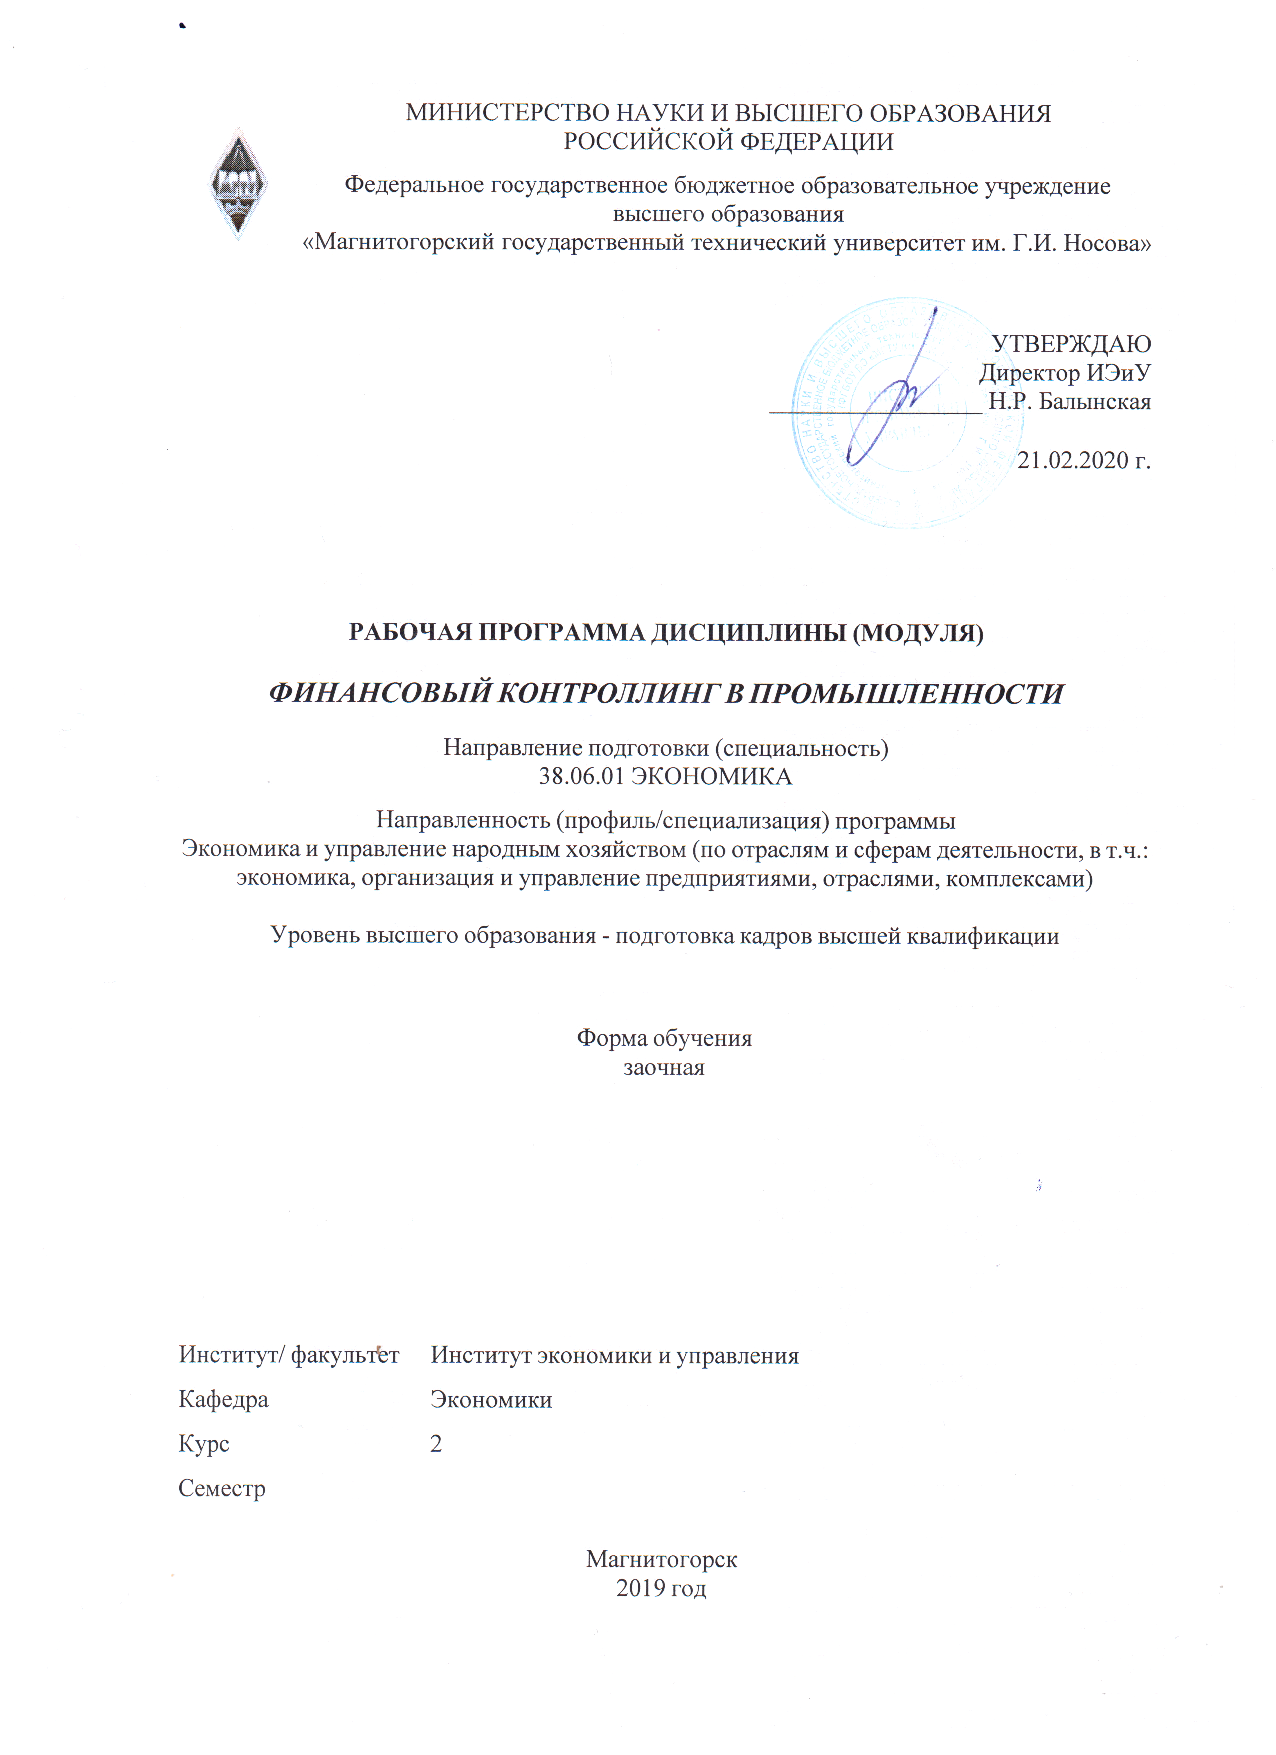 МИНИСТЕРСТВО НАУКИ И ВЫСШЕГО ОБРАЗОВАНИЯ
РОССИЙСКОЙ ФЕДЕРАЦИИ
Федеральное государственное бюджетное образовательное учреждение
высшего образования
«Магнитогорский государственный технический университет им. Г.И. Носова»
УТВЕРЖДАЮ
Директор ИЭиУ
Н.Р. Балынская
21.02.2020 г.
РАБОЧАЯ ПРОГРАММА ДИСЦИПЛИНЫ (МОДУЛЯ)
ФИНАНСОВЫЙ КОНТРОЛЛИНГ В ПРОМЫШЛЕННОСТИ
Направление подготовки (специальность)
38.06.01 ЭКОНОМИКА
Направленность (профиль/специализация) программы
Экономика и управление народным хозяйством (по отраслям и сферам деятельности, в т.ч.:
экономика, организация и управление предприятиями, отраслями, комплексами)
Уровень высшего образования - подготовка кадров высшей квалификации
Форма обучения
заочная
Институт/ факультет Институт экономики и управления
Кафедра Экономики
Курс 2
Семестр
Магнитогорск
2019 год